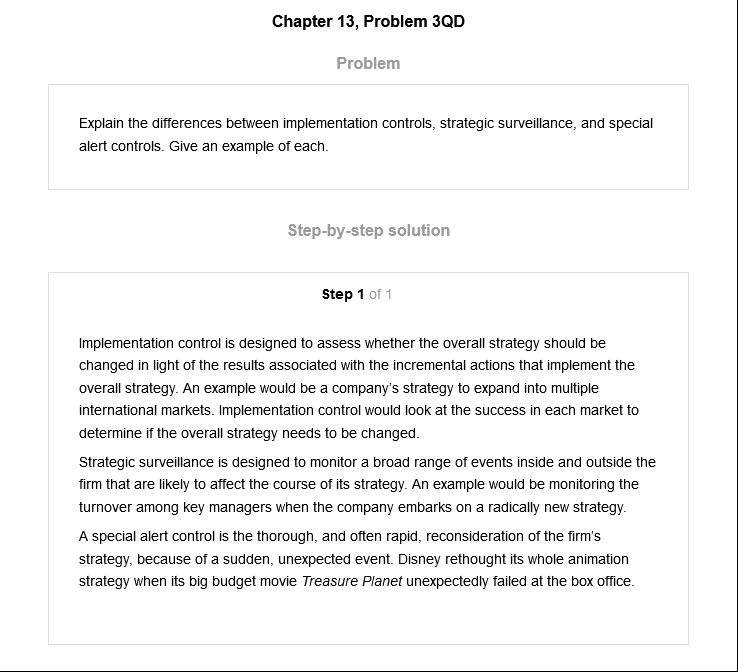 Chapter 13, Problem 3QD
Problem
Explain the differences between implementation controls, strategic surveillance, and special
alert controls. Give an example of each.
Step-by-step solution
Step 1 of 1
Implementation control is designed to assess whether the overall strategy should be
changed in light of the results associated with the incremental actions that implement the
overall strategy. An example would be a company's strategy to expand into multiple
international markets. Implementation control would look at the success in each market to
determine if the overall strategy needs to be changed.
Strategic surveillance is designed to monitor a broad range of events inside and outside the
firm that are likely to affect the course of its strategy. An example would be monitoring the
turnover among key managers when the company embarks on a radically new strategy.
A special alert control is the thorough, and often rapid, reconsideration of the firm's
strategy, because of a sudden, unexpected event. Disney rethought its whole animation
strategy when its big budget movie Treasure Planet unexpectedly failed at the box office.